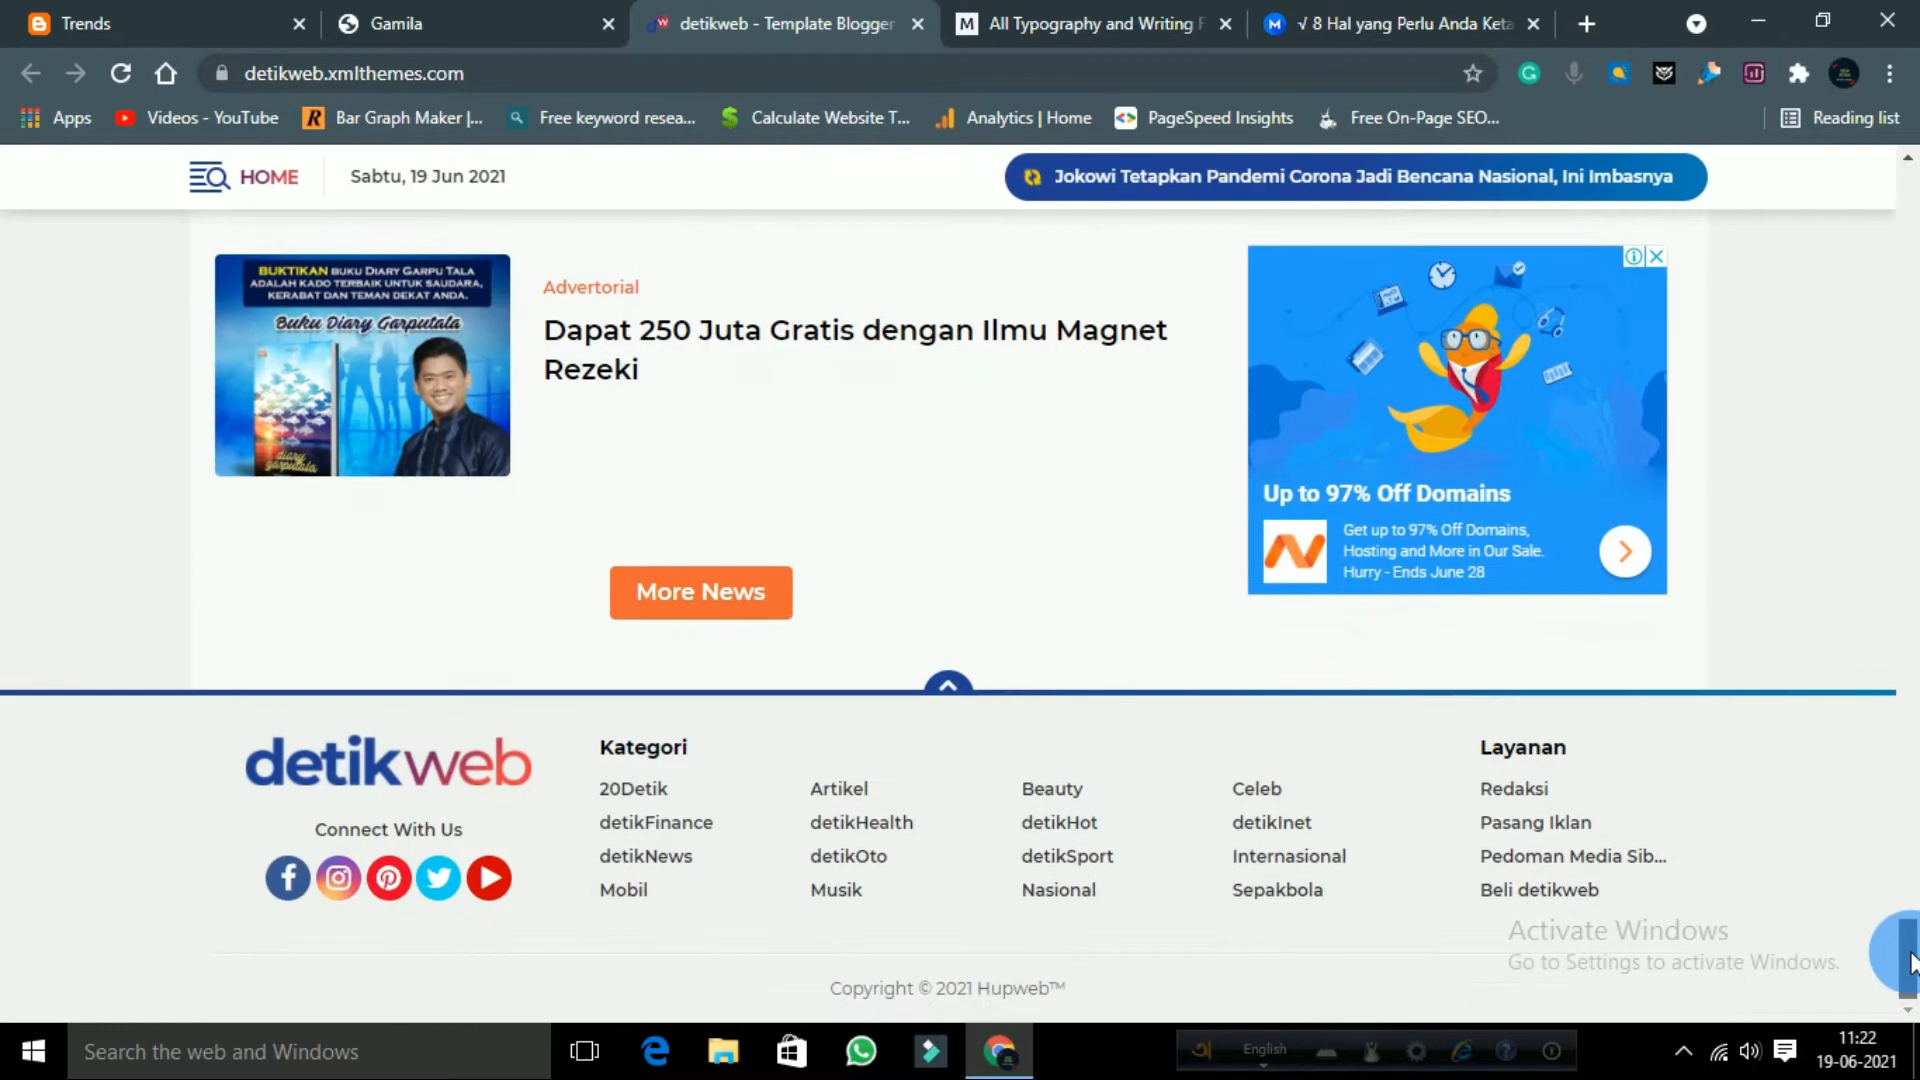 Trends
Gamila
detikweb - Template Blogger
All Typography and Writing F
√ 8 Hal yang Perlu Anda Keta
detikweb.xmlthemes.com
Apps
Videos - YouTube
Bar Graph Maker |...
Free keyword resea...
Calculate Website T...
Analytics | Home
PageSpeed Insights
Free On-Page SEO...
Reading list
HOME
Sabtu, 19 Jun 2021
Jokowi Tetapkan Pandemi Corona Jadi Bencana Nasional, Ini Imbasnya
BUKTIKAN BUKU DIARY GARPU TALA
ADALAH KADO TERBAIK UNTUK SAUDARA,
KERABAT DAN TEMAN DEKAT ANDA.
Buku Diary Garputala
diary
garputala
Advertorial
Dapat 250 Juta Gratis dengan Ilmu Magnet
Rezeki
Up to 97% Off Domains
Get up to 97% Off Domains,
Hosting and More in Our Sale.
Hurry - Ends June 28
More News
detikweb
Connect With Us
Kategori
20Detik
Artikel
Beauty
Celeb
detikFinance
detikHealth
detikHot
detikInet
detikNews
detikOto
detikSport
Internasional
Mobil
Musik
Nasional
Sepakbola
Layanan
Redaksi
Pasang Iklan
Pedoman Media Sib...
Beli detikweb
Activate Windows
Go to Settings to activate Windows.
Copyright © 2021 Hupweb™
Search the web and Windows
English
11:22
19-06-2021